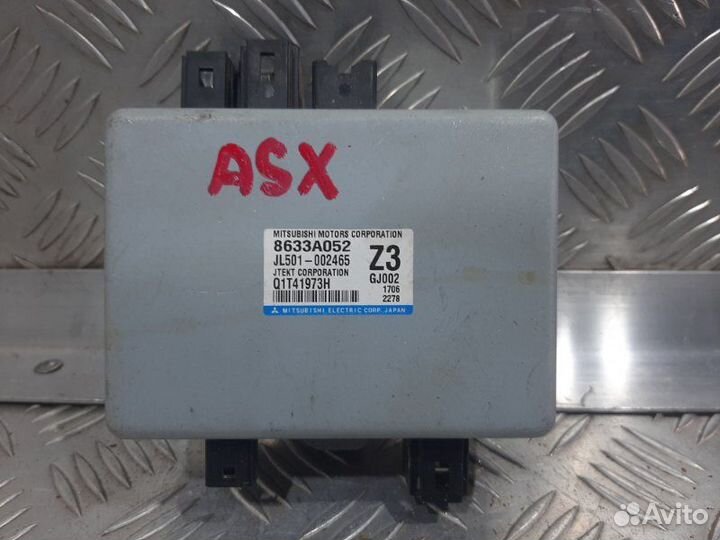 ASX
MITSUBISHI MOTORS CORPORATION
8633A052
Z3
JL501-002465
JTEKT CORPORATION
GJ002
Q1T41973H
1706
2278
MITSUBISHI ELECTRIC CORP. JAPAN
Avito